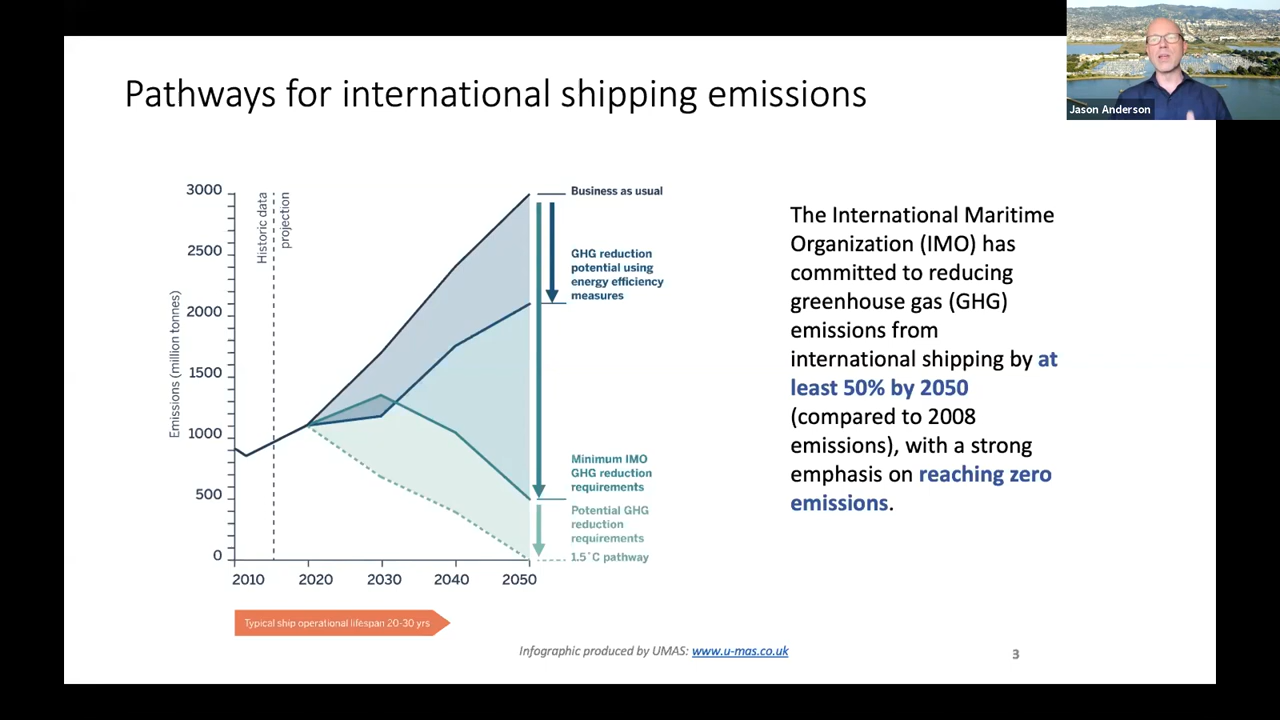 Jason Anderson
Pathways for international shipping emissions
3000
2500
2000
1500
1000
500
0
Emissions (million tonnes)
Historic data
projection
2010
2020
2030
2040
2050
Business as usual
GHG reduction
potential using
energy efficiency
measures
Minimum IMO
GHG reduction
requirements
Potential GHG
reduction
requirements
1.5˚C pathway
Typical ship operational lifespan 20-30 yrs
The International Maritime
Organization (IMO) has
committed to reducing
greenhouse gas (GHG)
emissions from
international shipping by at
least 50% by 2050
(compared to 2008
emissions), with a strong
emphasis on reaching zero
emissions.
Infographic produced by UMAS: www.u-mas.co.uk
3